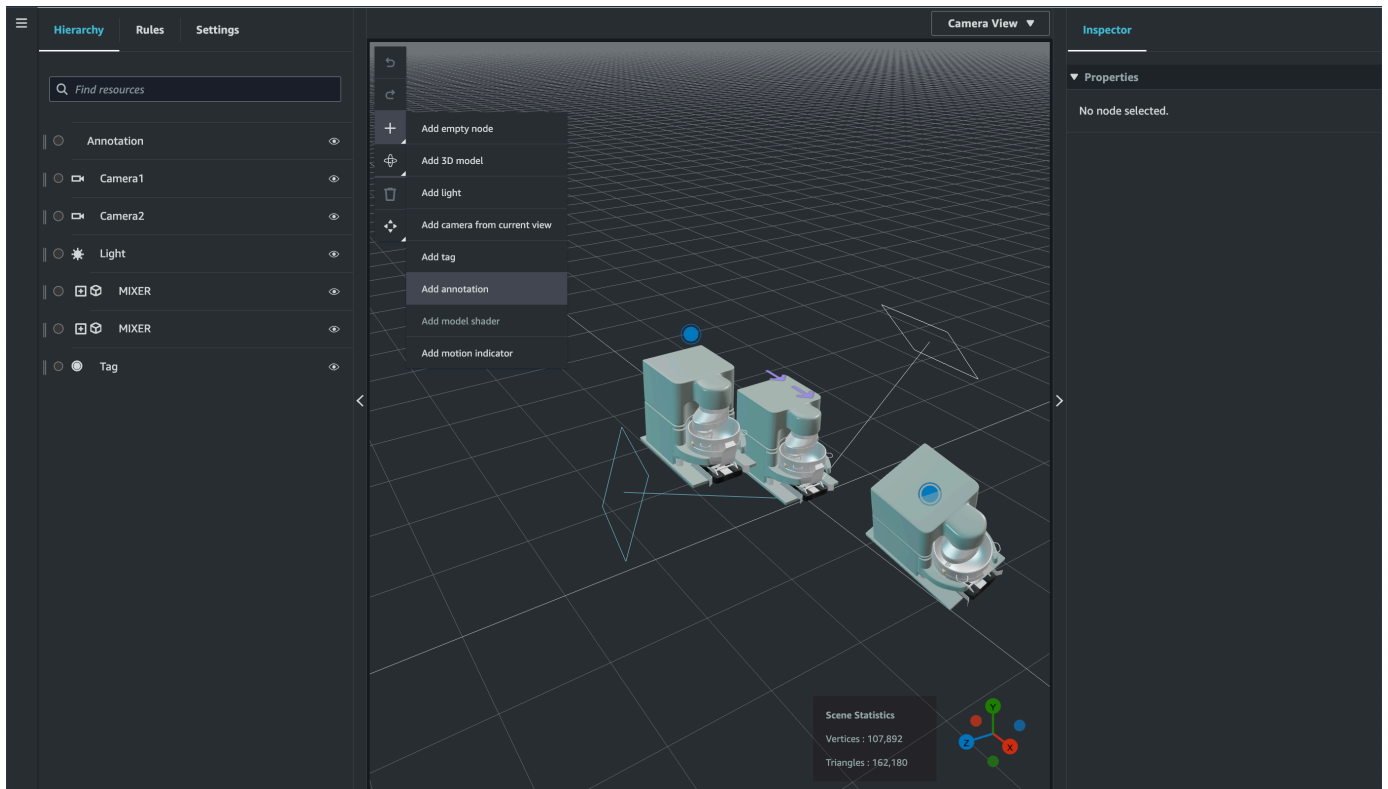 Hierarchy Rules Settings
Camera View
Inspector
Find resources
Properties
No node selected.
Annotation
Camera1
Camera2
Light
MIXER
MIXER
Tag
Add empty node
Add 3D model
Add light
Add camera from current view
Add tag
Add annotation
Add model shader
Add motion indicator
Scene Statistics
Vertices : 107,892
Triangles : 162,180
Y
Z
X